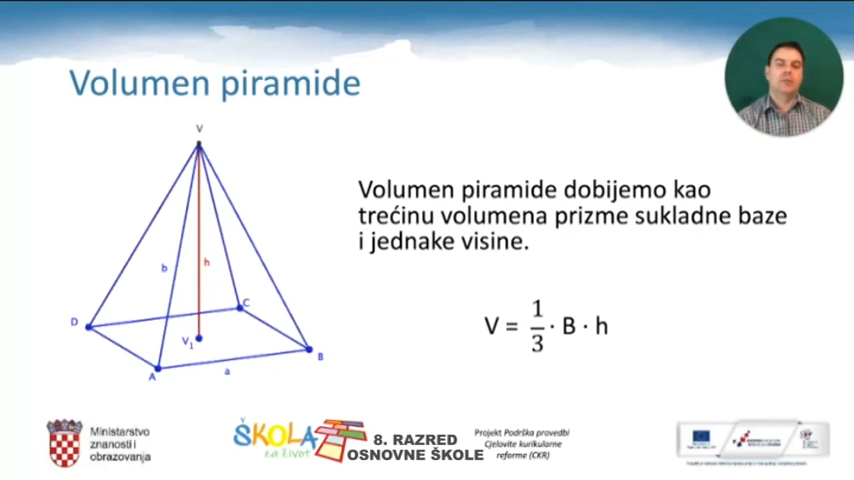 Volumen piramide
V
b
h
D
C
V₁
B
A
a
Volumen piramide dobijemo kao
trećinu volumena prizme sukladne baze
i jednake visine.
V = 1/3 · B · h
Ministarstvo
znanosti i
obrazovanja
ŠKOLA
za život
8. RAZRED
OSNOVNE ŠKOLE
Projekt Podrška provedbi
Cjelovite kurikularne
reforme (CKR)